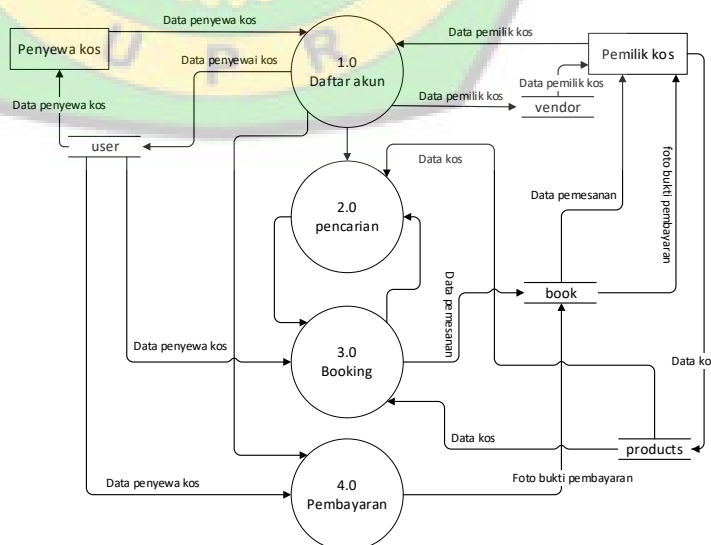 Data penyewa kos
Data pemilik kos
Penyewa kos
Pemilik kos
U P R
1.0
Daftar akun
Data penyewai kos
Data pemilik kos
Data pemilik kos
Data penyewa kos
vendor
user
Data kos
foto bukti pembayaran
2.0
pencarian
Data pemesanan
Data pemesanan
book
Data penyewa kos
3.0
Booking
Data ko
Data kos
products
4.0
Pembayaran
Data penyewa kos
Foto bukti pembayaran